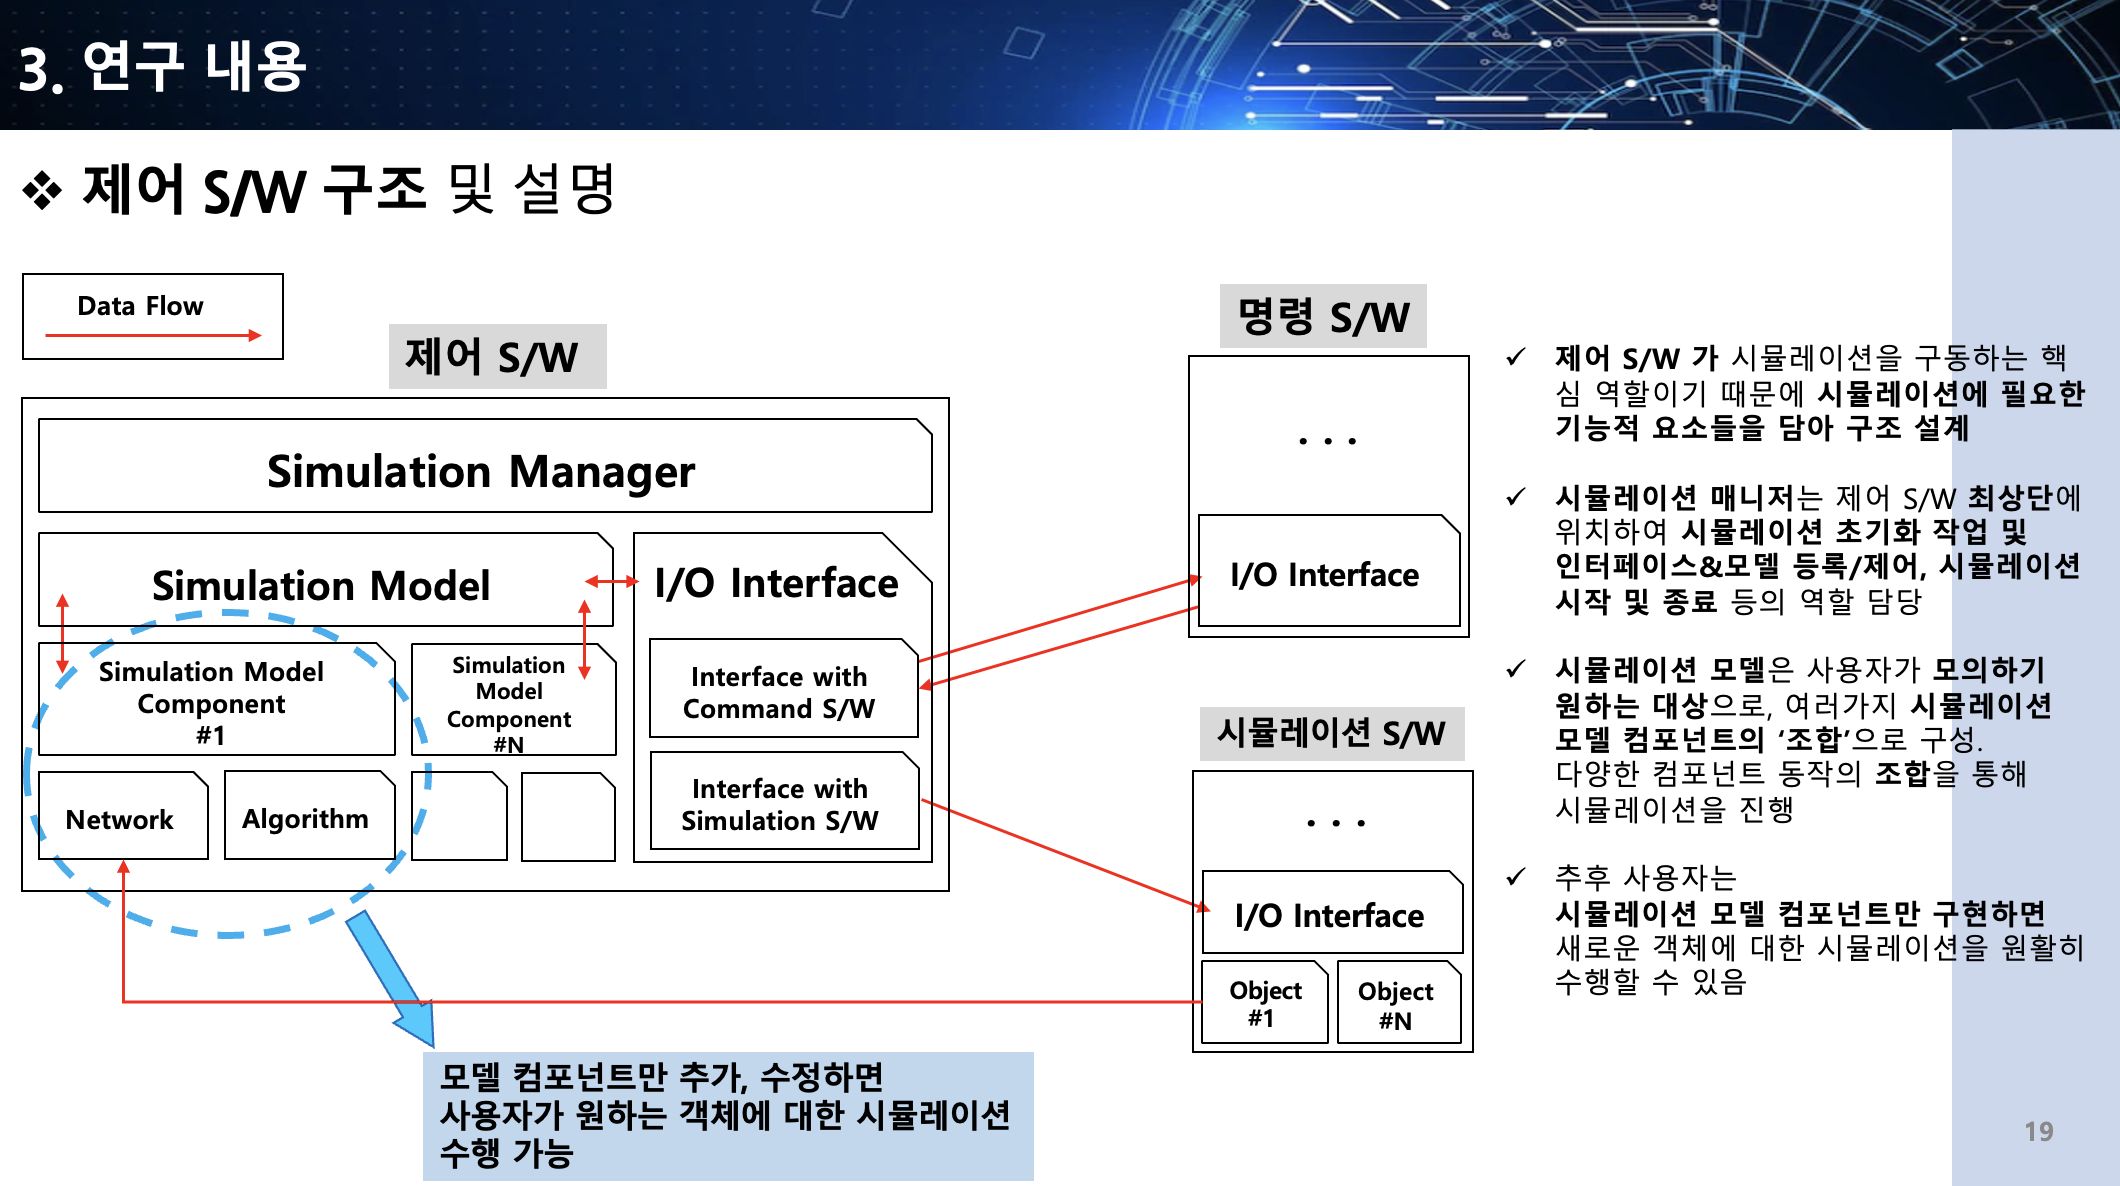 3. 연구 내용
❖ 제어 S/W 구조 및 설명
Data Flow
제어 S/W
Simulation Manager
Simulation Model
I/O Interface
Simulation Model
Component
#1
Simulation
Model
Component
#N
Network
Algorithm
Interface with
Command S/W
Interface with
Simulation S/W
모델 컴포넌트만 추가, 수정하면
사용자가 원하는 객체에 대한 시뮬레이션
수행 가능
명령 S/W
. . .
I/O Interface
시뮬레이션 S/W
. . .
I/O Interface
Object
#1
Object
#N
✓ 제어 S/W 가 시뮬레이션을 구동하는 핵
심 역할이기 때문에 시뮬레이션에 필요한
기능적 요소들을 담아 구조 설계
✓ 시뮬레이션 매니저는 제어 S/W 최상단에
위치하여 시뮬레이션 초기화 작업 및
인터페이스&모델 등록/제어, 시뮬레이션
시작 및 종료 등의 역할 담당
✓ 시뮬레이션 모델은 사용자가 모의하기
원하는 대상으로, 여러가지 시뮬레이션
모델 컴포넌트의 ‘조합’으로 구성.
다양한 컴포넌트 동작의 조합을 통해
시뮬레이션을 진행
✓ 추후 사용자는
시뮬레이션 모델 컴포넌트만 구현하면
새로운 객체에 대한 시뮬레이션을 원활히
수행할 수 있음
19